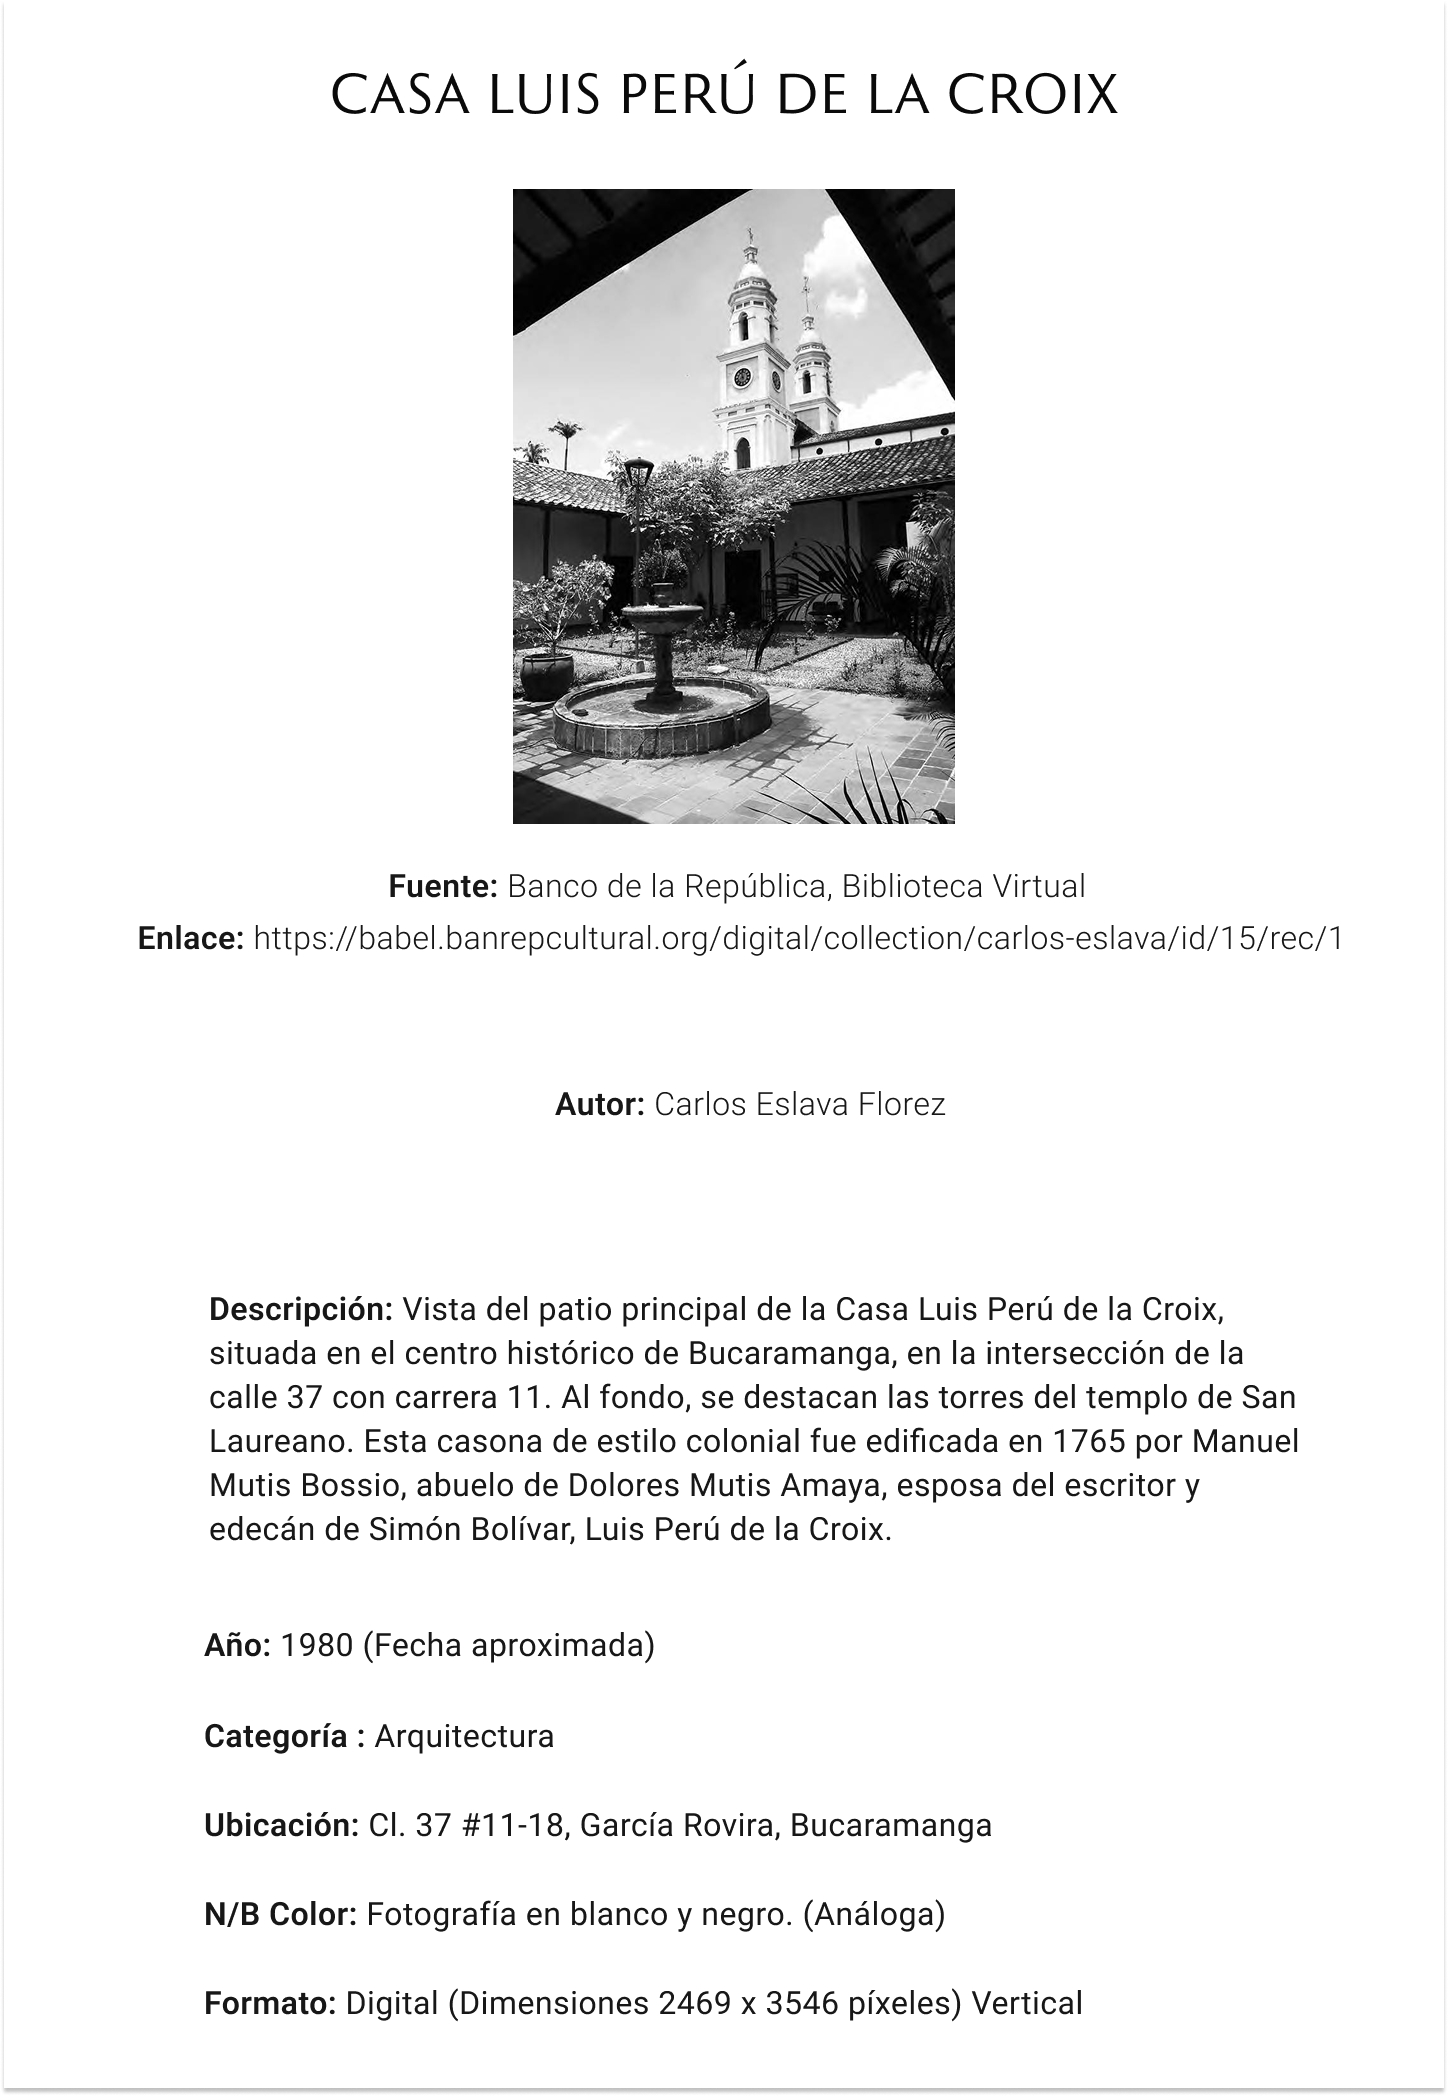 CASA LUIS PERÚ DE LA CROIX
Fuente: Banco de la República, Biblioteca Virtual
Enlace: https://babel.banrepcultural.org/digital/collection/carlos-eslava/id/15/rec/1
Autor: Carlos Eslava Florez
Descripción: Vista del patio principal de la Casa Luis Perú de la Croix,
situada en el centro histórico de Bucaramanga, en la intersección de la
calle 37 con carrera 11. Al fondo, se destacan las torres del templo de San
Laureano. Esta casona de estilo colonial fue edificada en 1765 por Manuel
Mutis Bossio, abuelo de Dolores Mutis Amaya, esposa del escritor y
edecán de Simón Bolívar, Luis Perú de la Croix.
Año: 1980 (Fecha aproximada)
Categoría : Arquitectura
Ubicación: Cl. 37 #11-18, García Rovira, Bucaramanga
N/B Color: Fotografía en blanco y negro. (Análoga)
Formato: Digital (Dimensiones 2469 x 3546 píxeles) Vertical